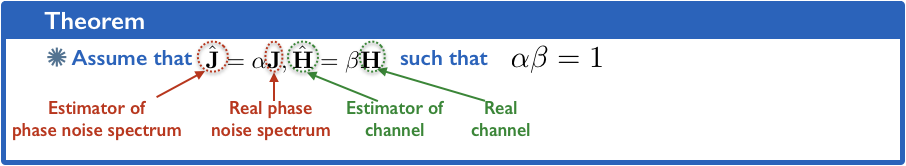 Theorem
Assume that Ĵ = αJ, Ĥ = βH such that αβ = 1
Estimator of phase noise spectrum
Real phase noise spectrum
Estimator of channel
Real channel